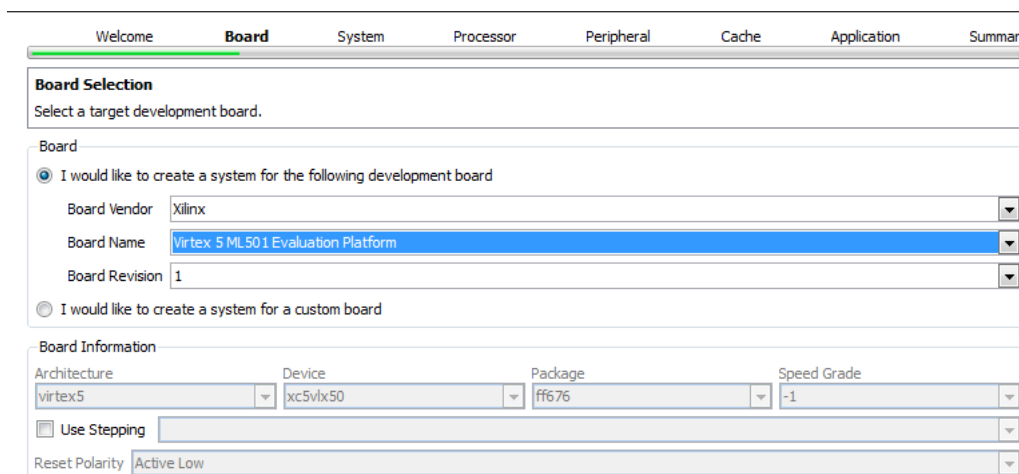 Welcome Board System Processor Peripheral Cache Application Summar
Board Selection
Select a target development board.
Board
I would like to create a system for the following development board
Board Vendor Xilinx
Board Name Virtex 5 ML501 Evaluation Platform
Board Revision 1
I would like to create a system for a custom board
Board Information
Architecture Device Package Speed Grade
virtex5 xc5vlx50 ff676 -1
Use Stepping
Reset Polarity Active Low